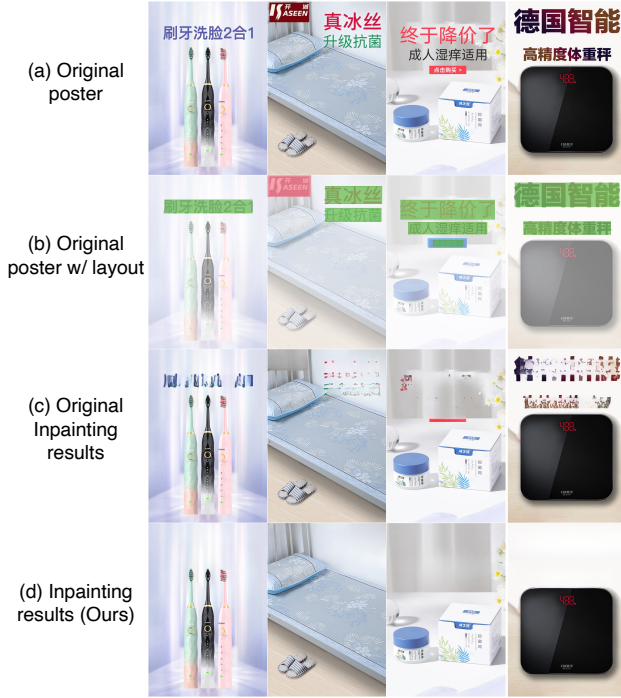 (a) Original
poster
刷牙洗脸2合1
开诚
ASEEN
真冰丝
升级抗菌
终于降价了
成人湿痒适用
点击购买
德国智能
高精度体重秤
(b) Original
poster w/ layout
刷牙洗脸2合1
ASEEN
真冰丝
升级抗菌
终于降价了
成人湿痒适用
德国智能
高精度体重秤
(c) Original
Inpainting
results
(d) Inpainting
results (Ours)